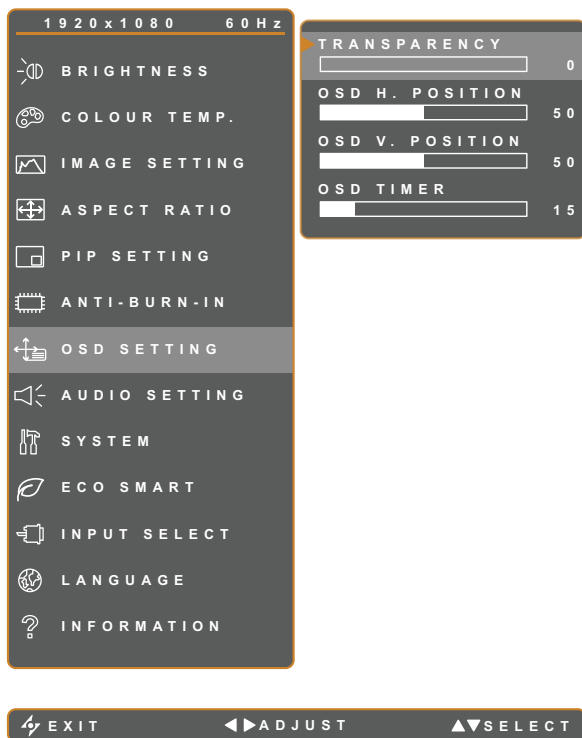 1920x1080 60Hz
BRIGHTNESS
COLOUR TEMP.
IMAGE SETTING
ASPECT RATIO
PIP SETTING
ANTI-BURN-IN
OSD SETTING
AUDIO SETTING
SYSTEM
ECO SMART
INPUT SELECT
LANGUAGE
INFORMATION
TRANSPARENCY
0
OSD H. POSITION
50
OSD V. POSITION
50
OSD TIMER
15
EXIT ADJUST SELECT